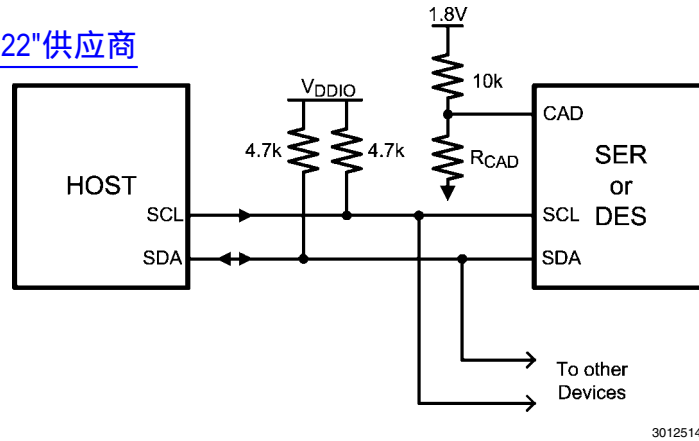 22"供应商
1.8V
10k
VDDIO
4.7k
4.7k
RCAD
HOST
SCL
SDA
CAD
SER
or
DES
SCL
SDA
To other
Devices
3012514